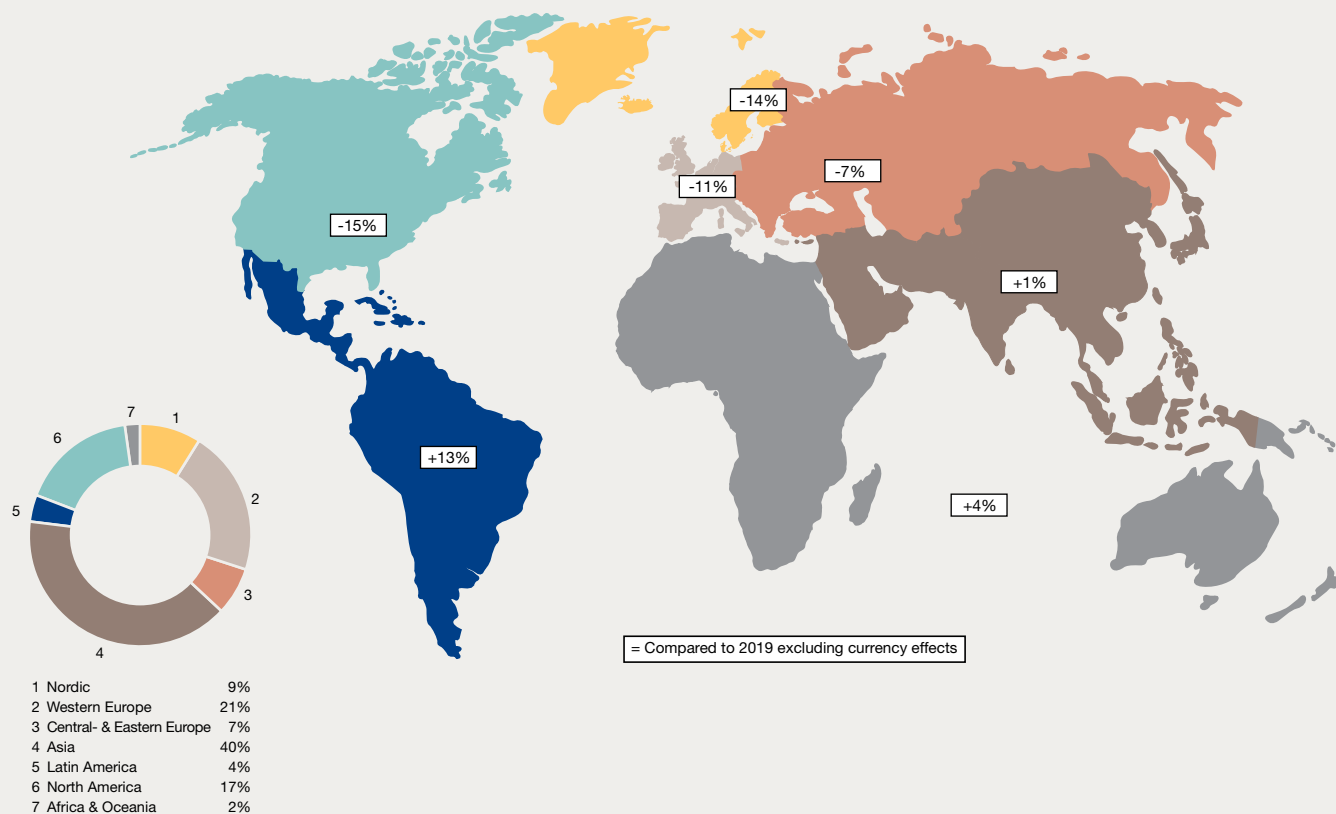 -14%
-7%
-11%
-15%
+1%
+13%
+4%
7
1
6
2
5
3
4
= Compared to 2019 excluding currency effects
1 Nordic 9%
2 Western Europe 21%
3 Central- & Eastern Europe 7%
4 Asia 40%
5 Latin America 4%
6 North America 17%
7 Africa & Oceania 2%